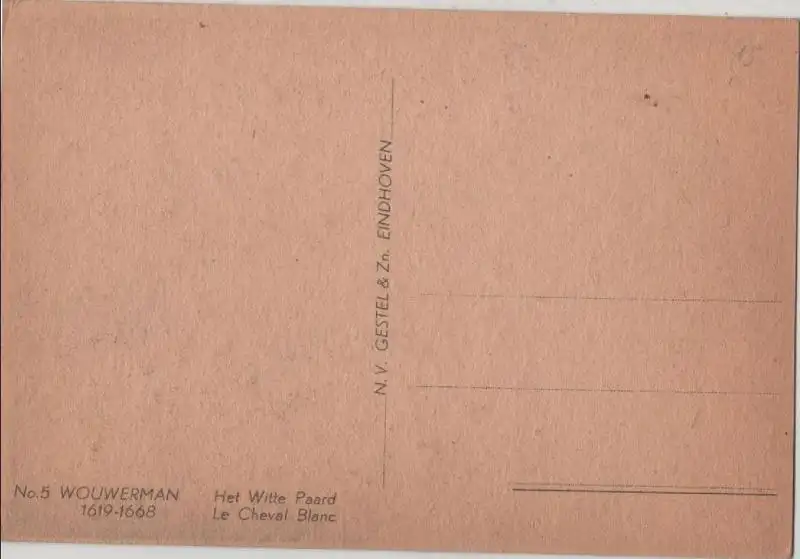 No.5 WOUWERMAN
1619-1668
Het Witte Paard
Le Cheval Blanc
N.V. GESTEL & Zn. EINDHOVEN